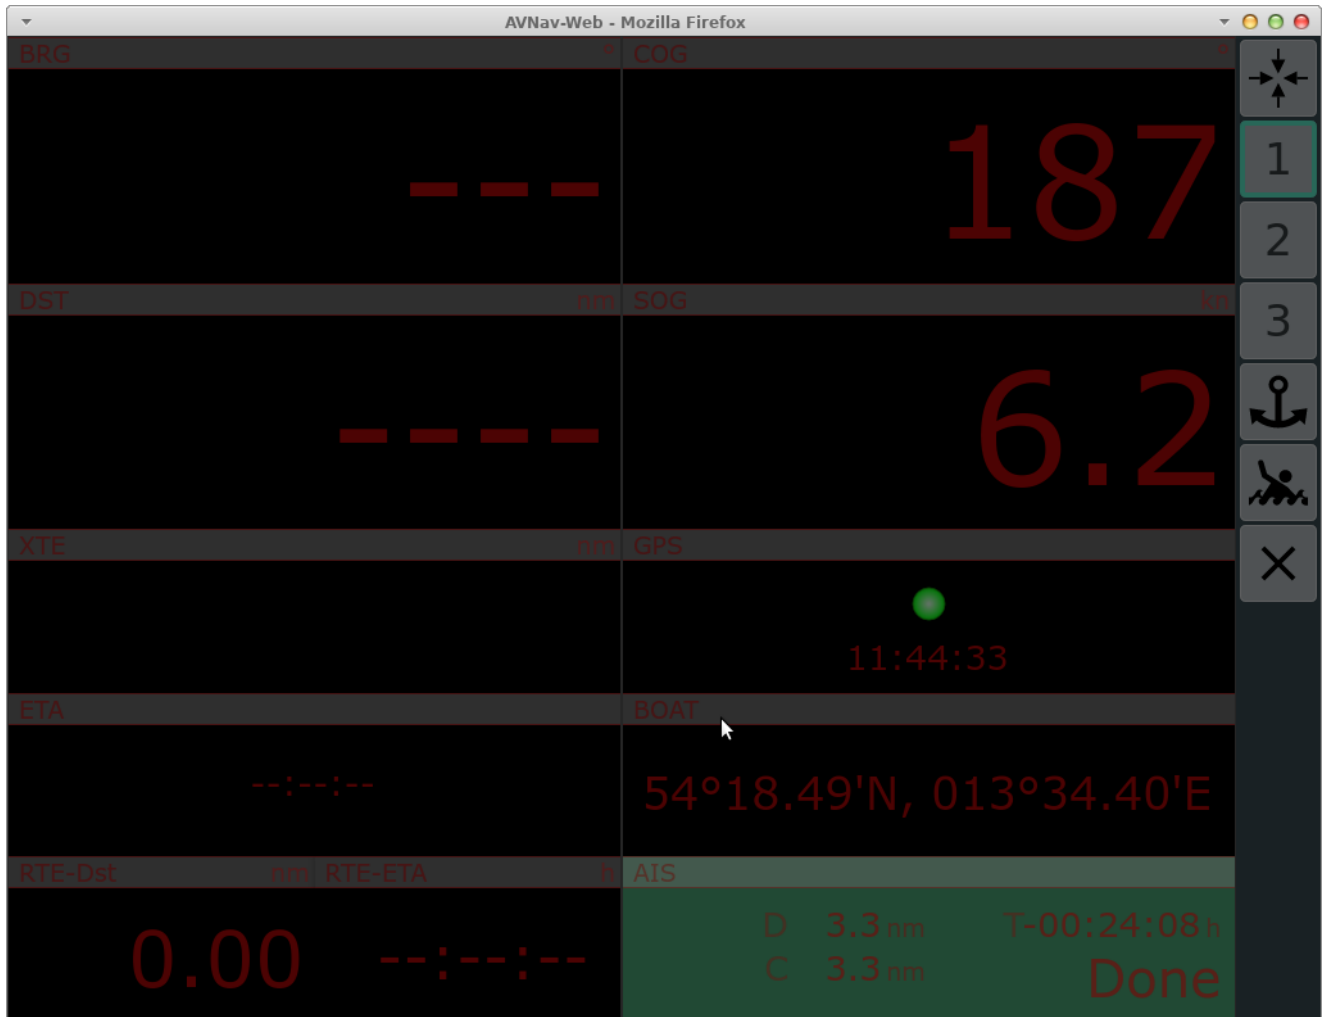 AVNav-Web - Mozilla Firefox
BRG °
---
COG °
187
DST nm
----
SOG kn
6.2
XTE nm
GPS
11:44:33
ETA
--:--:--
BOAT
54°18.49'N, 013°34.40'E
RTE-Dst nm
0.00
RTE-ETA h
--:--:--
AIS
D 3.3 nm T-00:24:08 h
C 3.3 nm Done
1
2
3